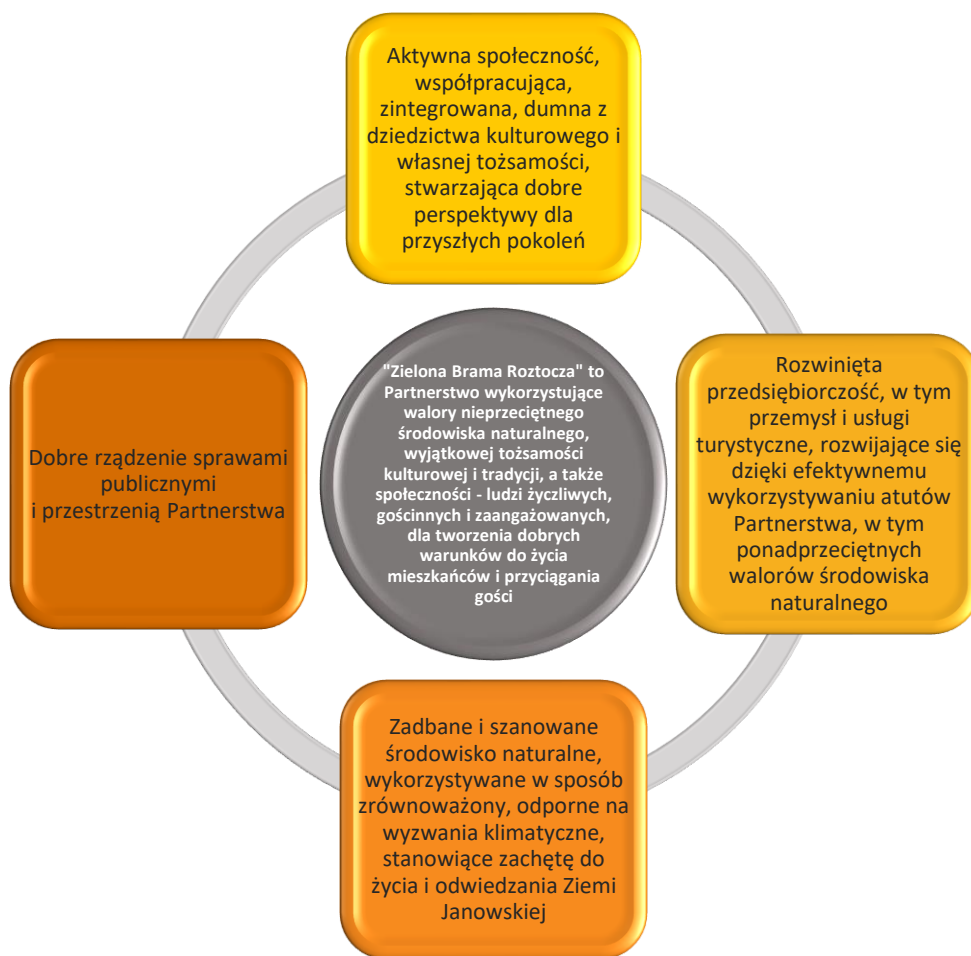 Aktywna społeczność,
współpracująca,
zintegrowana, dumna z
dziedzictwa kulturowego i
własnej tożsamości,
stwarzająca dobre
perspektywy dla
przyszłych pokoleń
Dobre rządzenie sprawami
publicznymi
i przestrzenią Partnerstwa
"Zielona Brama Roztocza" to
Partnerstwo wykorzystujące
walory nieprzeciętnego
środowiska naturalnego,
wyjątkowej tożsamości
kulturowej i tradycji, a także
społeczności - ludzi życzliwych,
gościnnych i zaangażowanych,
dla tworzenia dobrych
warunków do życia
mieszkańców i przyciągania
gości
Rozwinięta
przedsiębiorczość, w tym
przemysł i usługi
turystyczne, rozwijające się
dzięki efektywnemu
wykorzystywaniu atutów
Partnerstwa, w tym
ponadprzeciętnych
walorów środowiska
naturalnego
Zadbane i szanowane
środowisko naturalne,
wykorzystywane w sposób
zrównoważony, odporne na
wyzwania klimatyczne,
stanowiące zachętę do
życia i odwiedzania Ziemi
Janowskiej